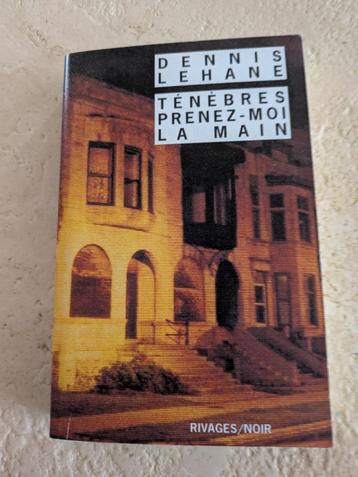 DENNIS
LEHANE
TÉNÈBRES
PRENEZ-MOI
LA MAIN
RIVAGES/NOIR